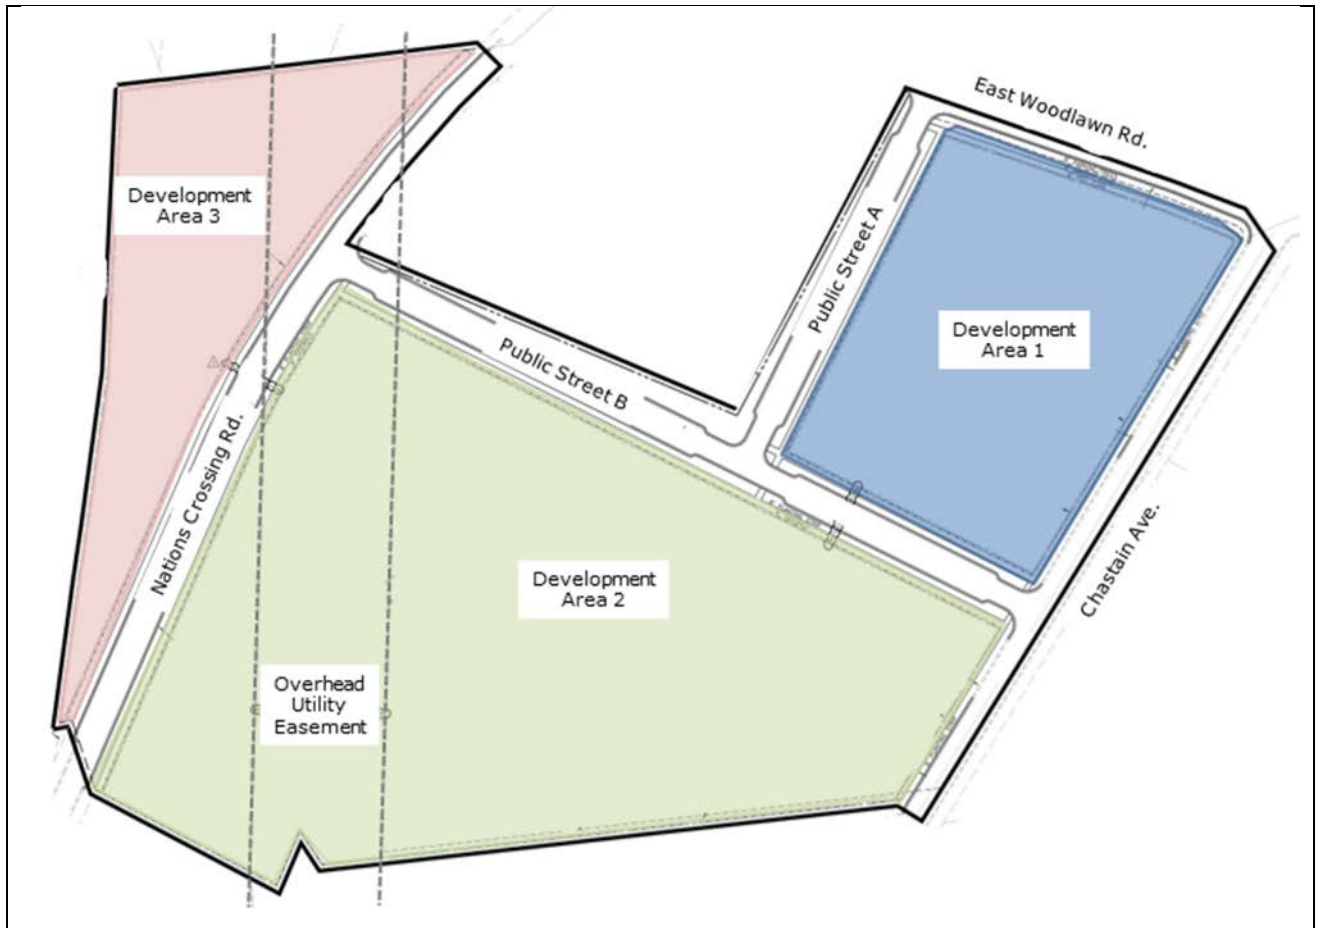 East Woodlawn Rd.
Development
Area 3
Public Street A
Development
Area 1
Public Street B
Nations Crossing Rd.
Chastain Ave.
Development
Area 2
Overhead
Utility
Easement